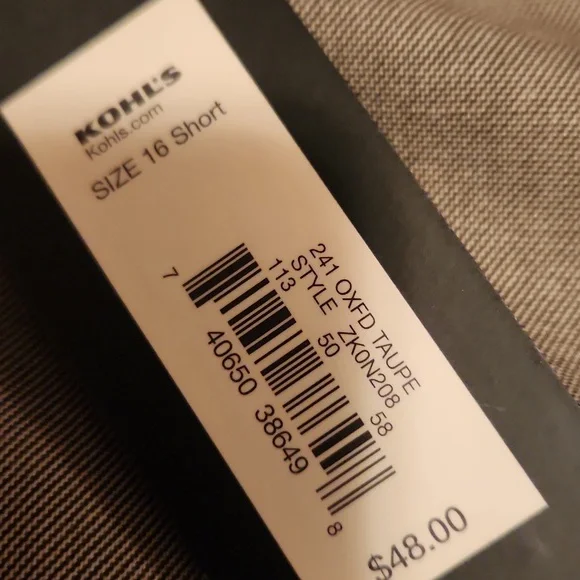 KOHL'S
Kohls.com
SIZE 16 Short
241 OXFD TAUPE
STYLE ZK0N208
113 50 58
7 40650 38649 8
$48.00